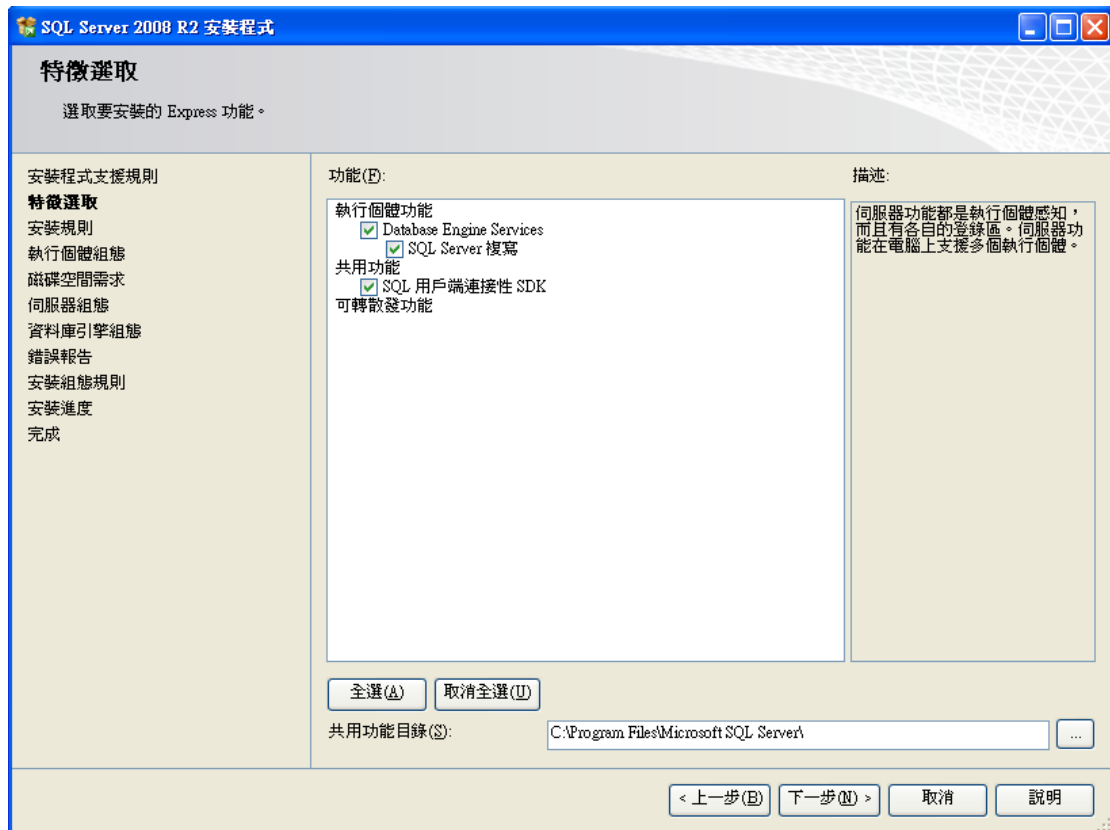 SQL Server 2008 R2 安裝程式
特徵選取
選取要安裝的 Express 功能。
安裝程式支援規則
特徵選取
安裝規則
執行個體組態
磁碟空間需求
伺服器組態
資料庫引擎組態
錯誤報告
安裝組態規則
安裝進度
完成
功能(F):
執行個體功能
Database Engine Services
SQL Server 複寫
共用功能
SQL 用戶端連接性 SDK
可轉散發功能
描述:
伺服器功能都是執行個體感知，
而且有各自的登錄區。伺服器功
能在電腦上支援多個執行個體。
全選(A)
取消全選(U)
共用功能目錄(S):
C:\Program Files\Microsoft SQL Server\
...
< 上一步(B)
下一步(N) >
取消
說明